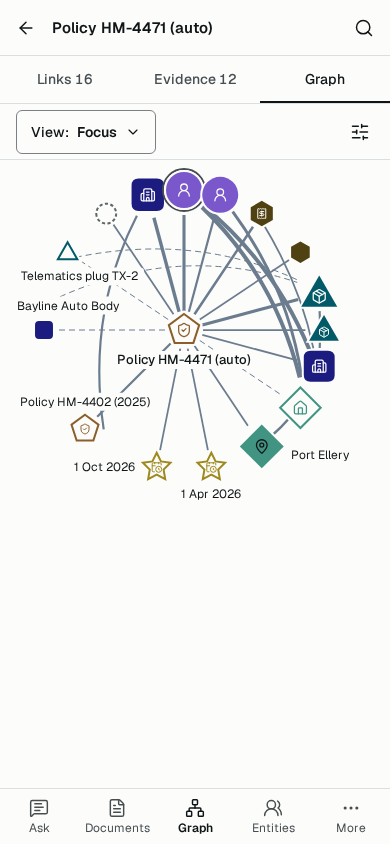 Policy HM-4471 (auto)
Links 16
Evidence 12
Graph
View: Focus
Telematics plug TX-2
Bayline Auto Body
Policy HM-4471 (auto)
Policy HM-4402 (2025)
Port Ellery
1 Oct 2026
1 Apr 2026
Ask
Documents
Graph
Entities
More